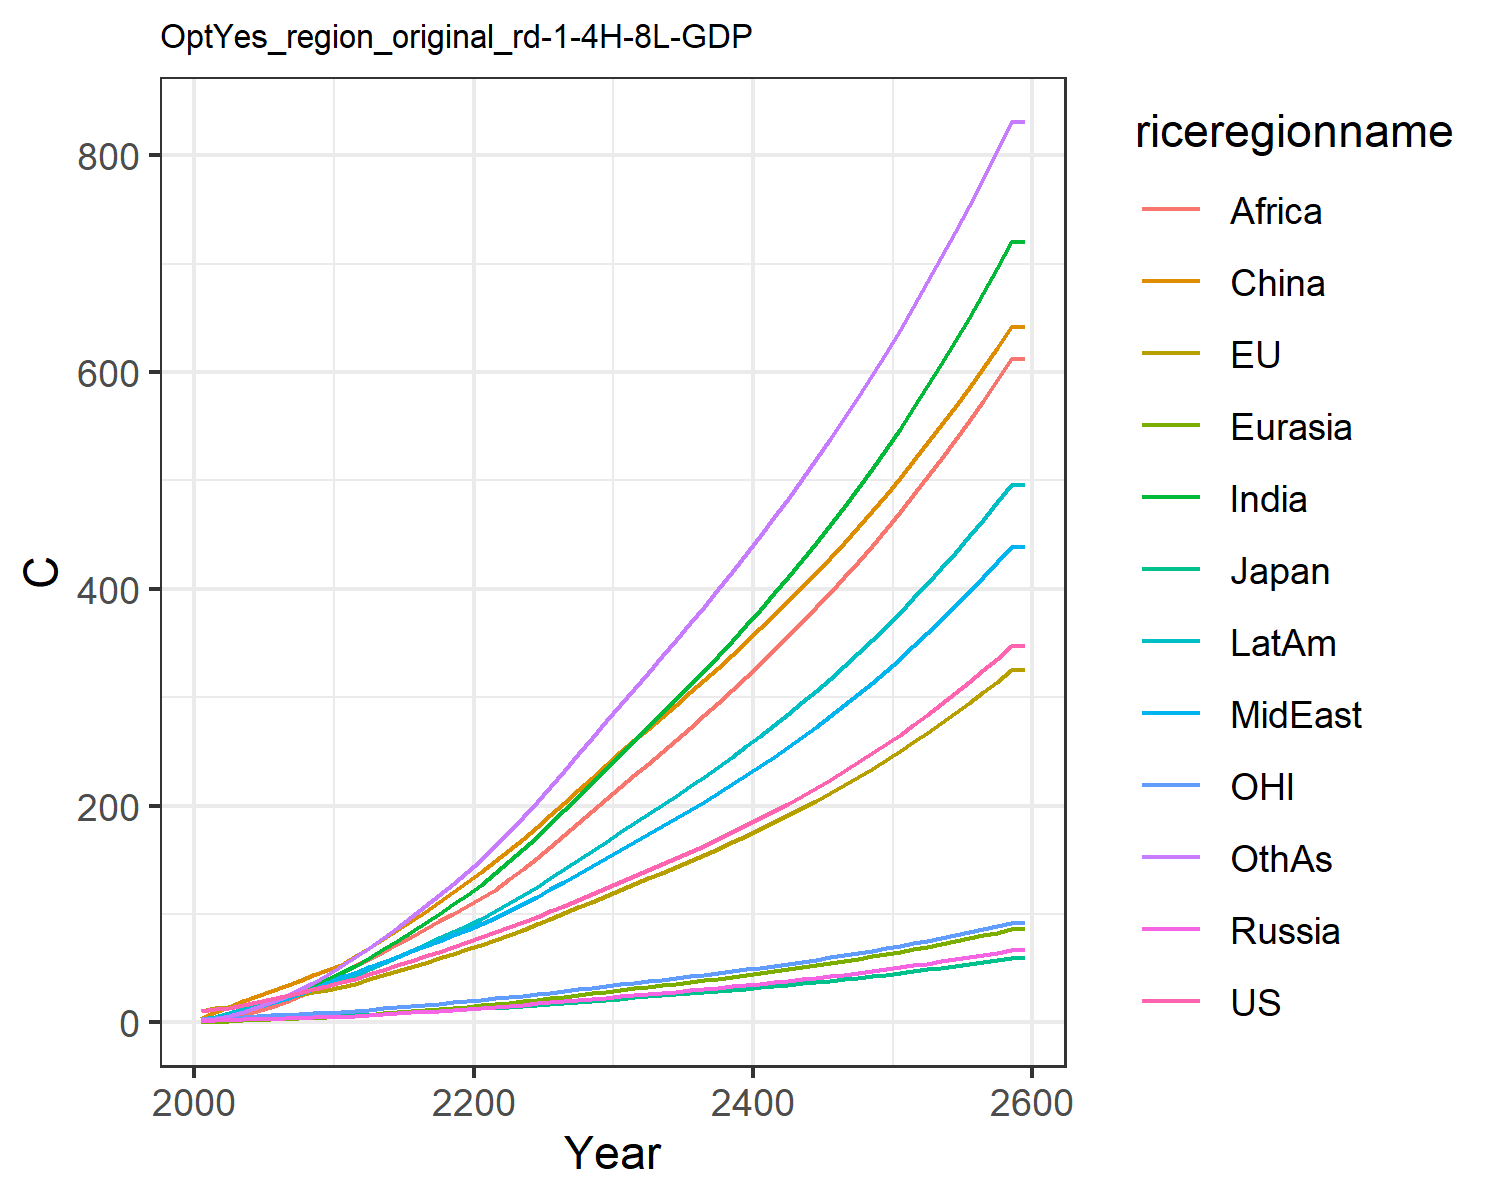 OptYes_region_original_rd-1-4H-8L-GDP
800
600
400
200
0
C
2000
2200
2400
2600
Year
riceregionname
Africa
China
EU
Eurasia
India
Japan
LatAm
MidEast
OHI
OthAs
Russia
US